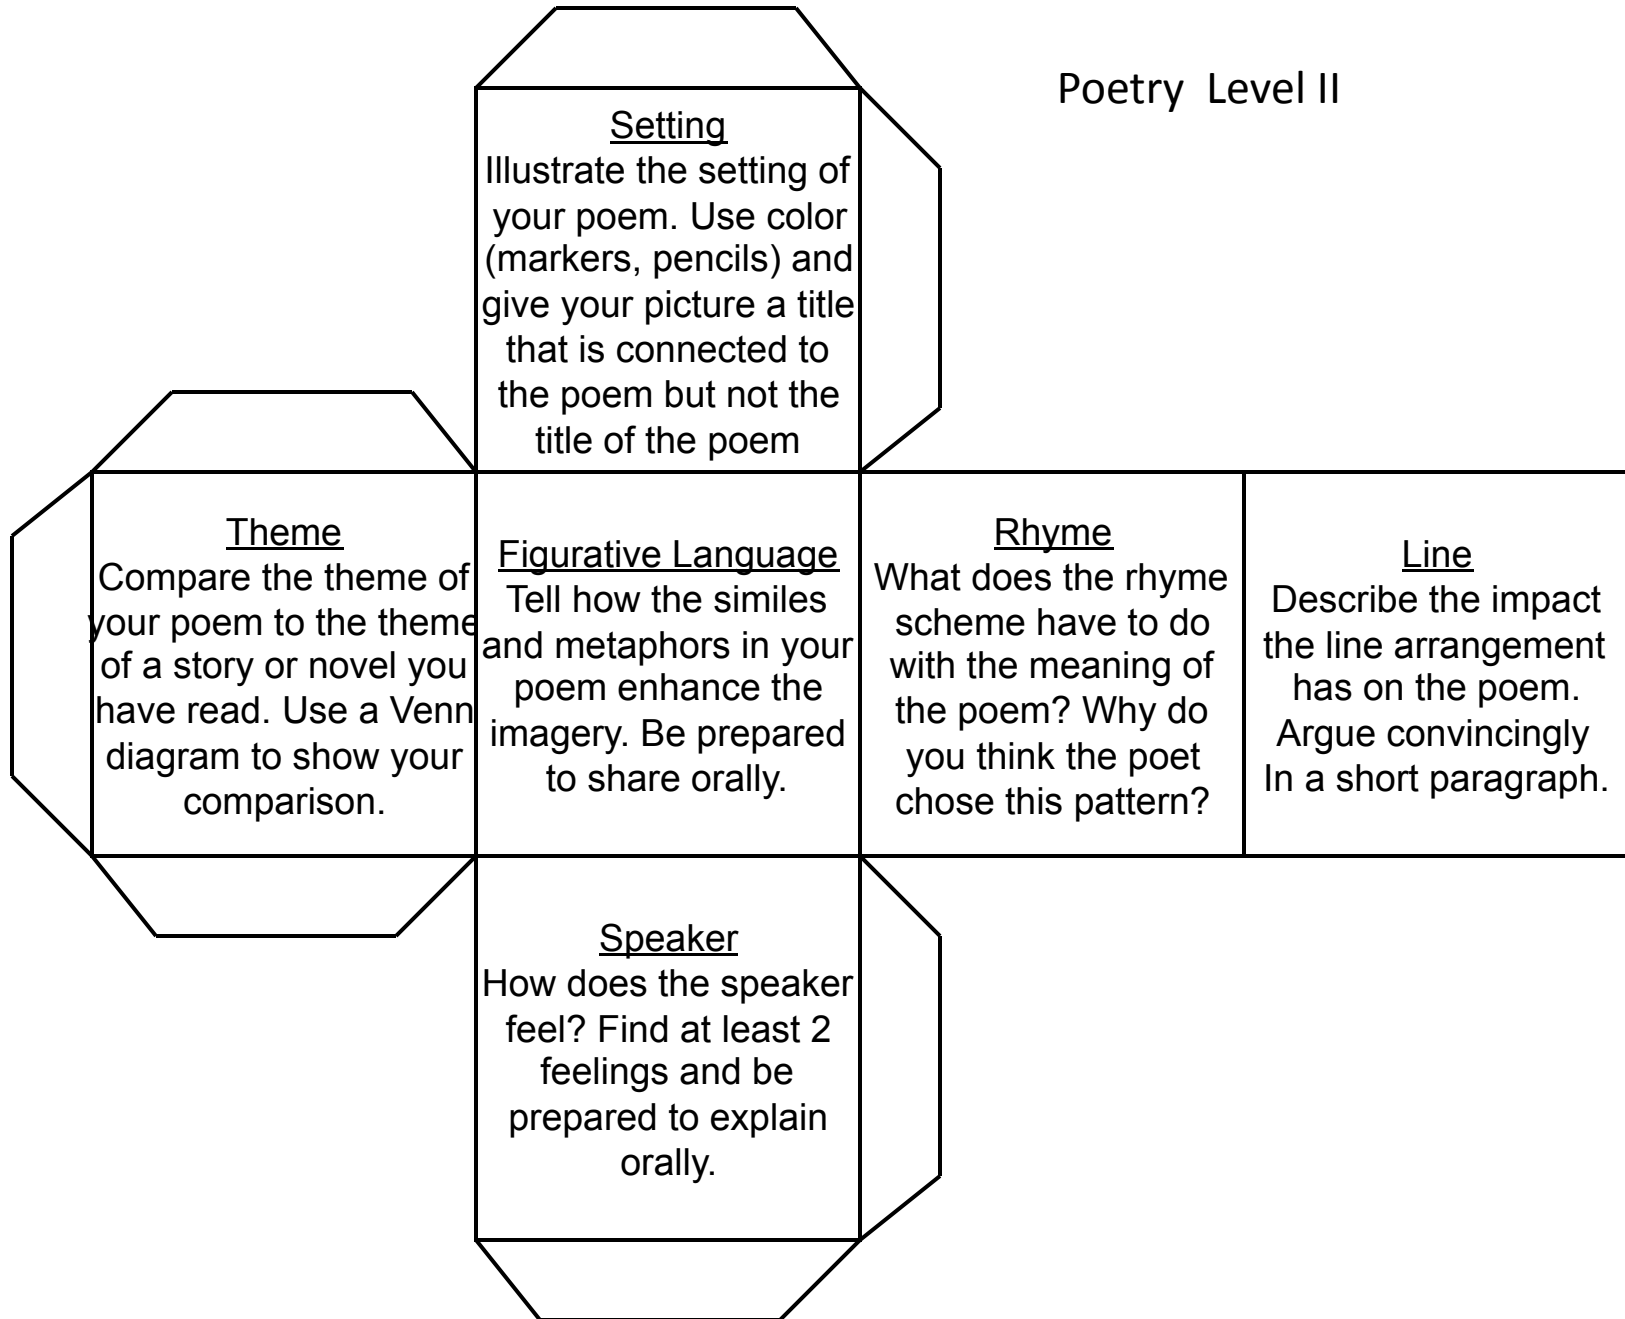 Poetry Level II
Setting
Illustrate the setting of
your poem. Use color
(markers, pencils) and
give your picture a title
that is connected to
the poem but not the
title of the poem
Theme
Compare the theme of
your poem to the theme
of a story or novel you
have read. Use a Venn
diagram to show your
comparison.
Figurative Language
Tell how the similes
and metaphors in your
poem enhance the
imagery. Be prepared
to share orally.
Rhyme
What does the rhyme
scheme have to do
with the meaning of
the poem? Why do
you think the poet
chose this pattern?
Line
Describe the impact
the line arrangement
has on the poem.
Argue convincingly
In a short paragraph.
Speaker
How does the speaker
feel? Find at least 2
feelings and be
prepared to explain
orally.